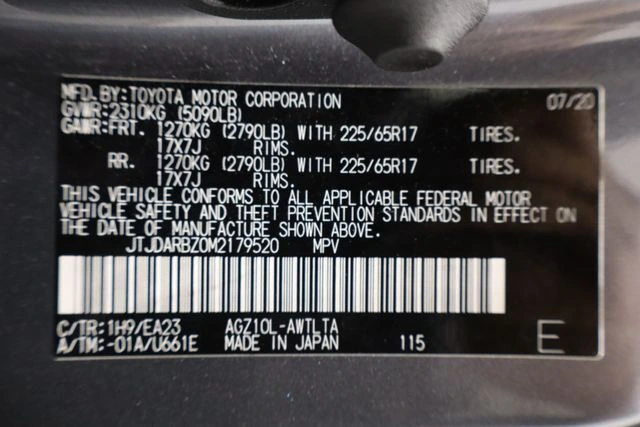 MFD. BY: TOYOTA MOTOR CORPORATION 07/20
GVWR: 2310KG (5090LB)
GAWR: FRT. 1270KG (2790LB) WITH 225/65R17 TIRES.
17X7J RIMS.
RR. 1270KG (2790LB) WITH 225/65R17 TIRES.
17X7J RIMS.
THIS VEHICLE CONFORMS TO ALL APPLICABLE FEDERAL MOTOR
VEHICLE SAFETY AND THEFT PREVENTION STANDARDS IN EFFECT ON
THE DATE OF MANUFACTURE SHOWN ABOVE.
JTJDARBZ0M2179520 MPV
C/TR: 1H9/EA23 AGZ10L-AWTLTA
A/TM: -01A/U661E MADE IN JAPAN 115 E